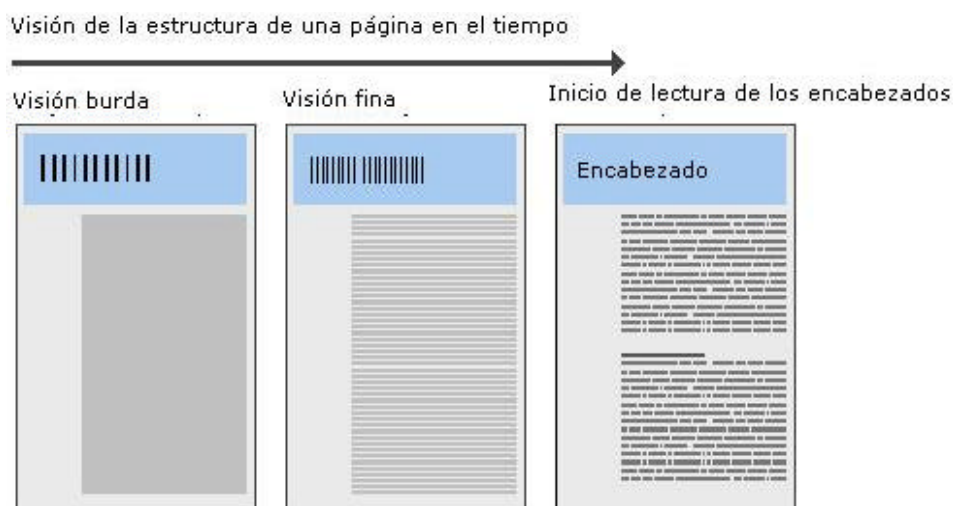 Visión de la estructura de una página en el tiempo
Visión burda
Visión fina
Inicio de lectura de los encabezados
Encabezado